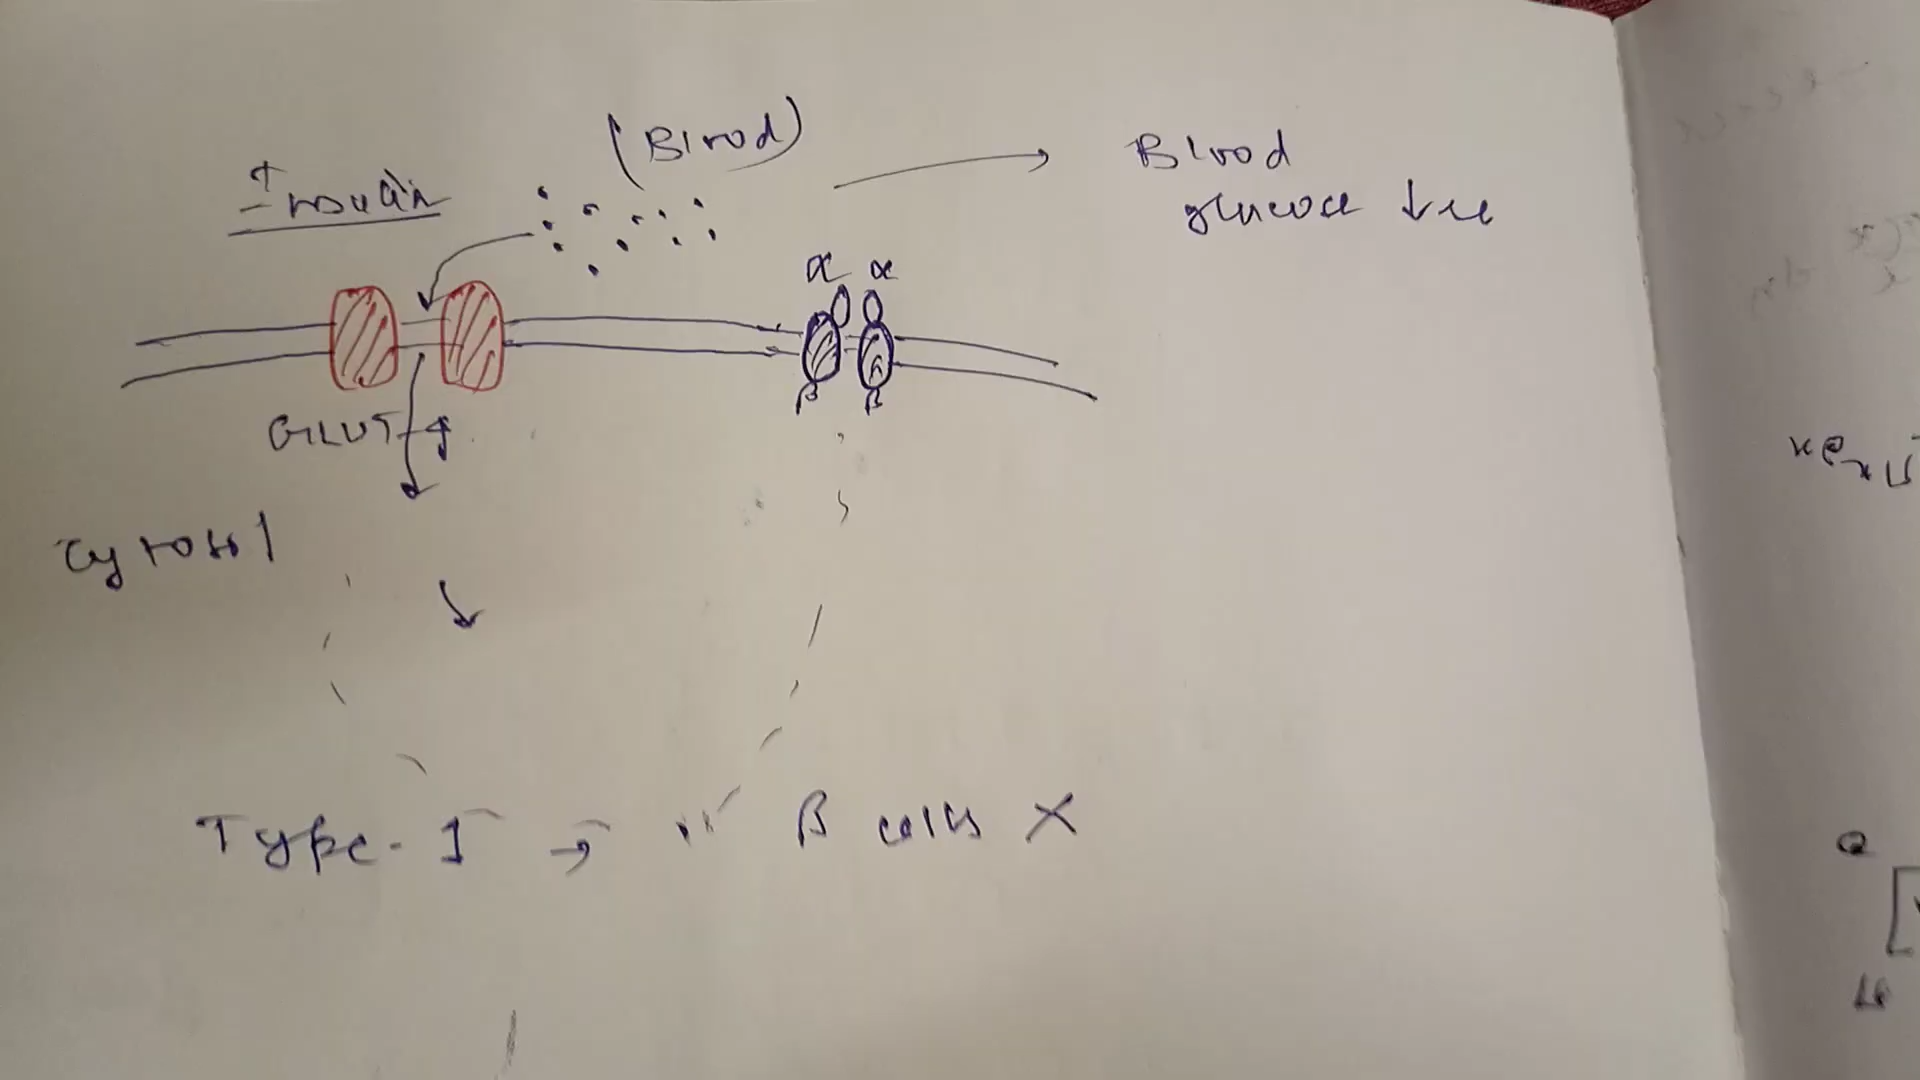 (Blood)
Insulin
Blood
glucose ↓se
α α
β β
GLUT-4
Cytosol
Type-I → β cells X